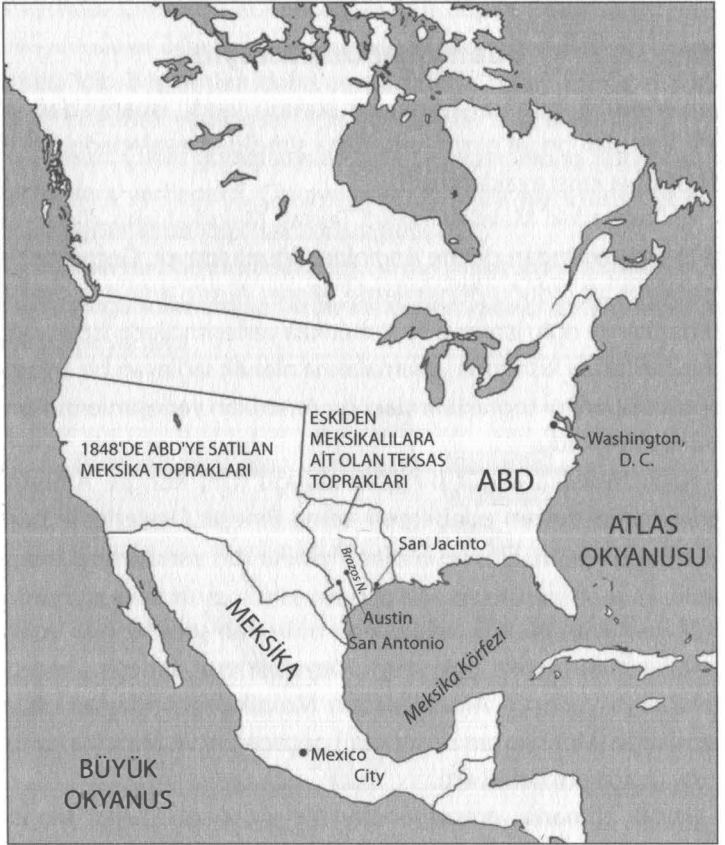 1848'DE ABD'YE SATILAN
MEKSİKA TOPRAKLARI
ESKİDEN
MEKSİKALILARA
AİT OLAN TEKSAS
TOPRAKLARI
ABD
Washington,
D. C.
ATLAS
OKYANUSU
San Jacinto
Brazos N.
Austin
San Antonio
MEKSİKA
Meksika Körfezi
Mexico
City
BÜYÜK
OKYANUS